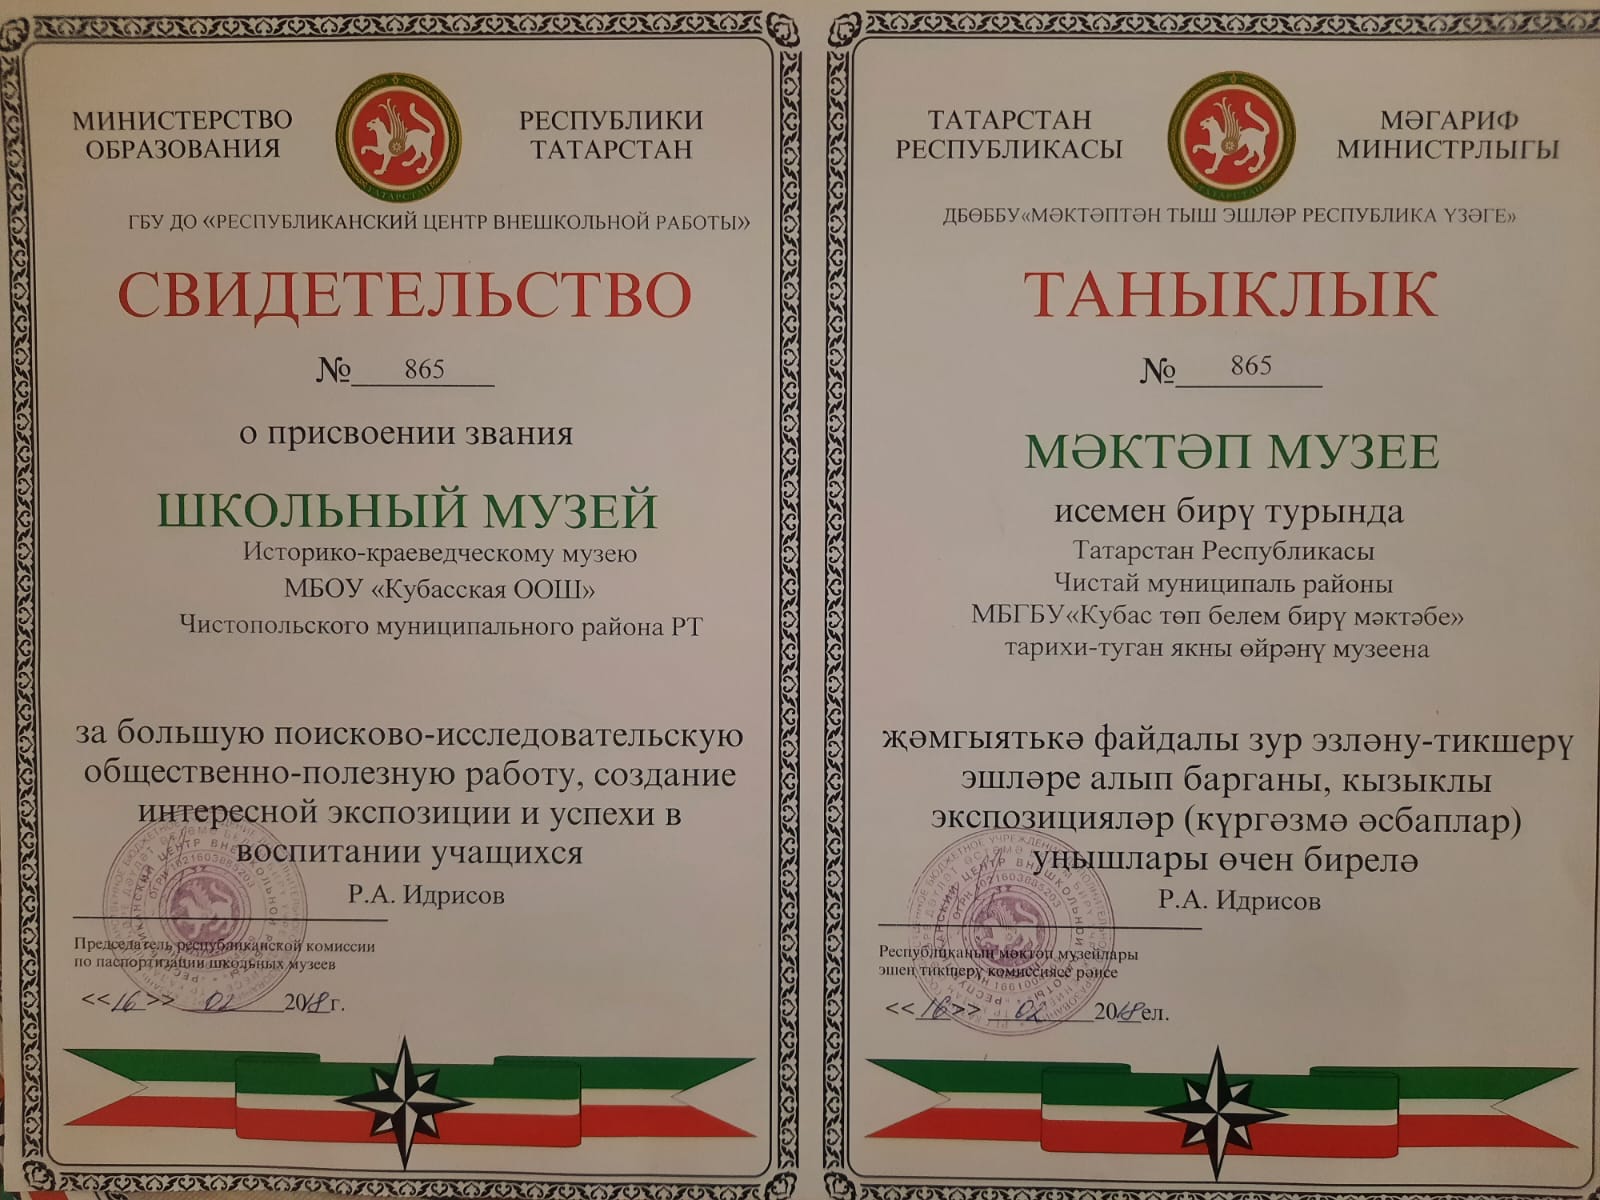 МИНИСТЕРСТВО
ОБРАЗОВАНИЯ
РЕСПУБЛИКИ
ТАТАРСТАН
ТАТАРСТАН
ГБУ ДО «РЕСПУБЛИКАНСКИЙ ЦЕНТР ВНЕШКОЛЬНОЙ РАБОТЫ»
СВИДЕТЕЛЬСТВО
№ 865
о присвоении звания
ШКОЛЬНЫЙ МУЗЕЙ
Историко-краеведческому музею
МБОУ «Кубасская ООШ»
Чистопольского муниципального района РТ
за большую поисково-исследовательскую
общественно-полезную работу, создание
интересной экспозиции и успехи в
воспитании учащихся
Р.А. Идрисов
Председатель республиканской комиссии
по паспортизации школьных музеев
<<16>> 02 2018г.
ТАТАРСТАН
РЕСПУБЛИКАСЫ
МӘГАРИФ
МИНИСТРЛЫГЫ
ТАТАРСТАН
ДБӨББУ«МӘКТӘПТӘН ТЫШ ЭШЛӘР РЕСПУБЛИКА ҮЗӘГЕ»
ТАНЫКЛЫК
№ 865
МӘКТӘП МУЗЕЕ
исемен бирү турында
Татарстан Республикасы
Чистай муниципаль районы
МБГБУ«Кубас төп белем бирү мәктәбе»
тарихи-туган якны өйрәнү музеена
җәмгыятькә файдалы зур эзләну-тикшерү
эшләре алып барганы, кызыклы
экспозицияләр (күргәзмә әсбаплар)
уңышлары өчен бирелә
Р.А. Идрисов
Республиканың мәктәп музейлары
эшен тикшерү комиссиясе рәисе
<<16>> 02 2018ел.